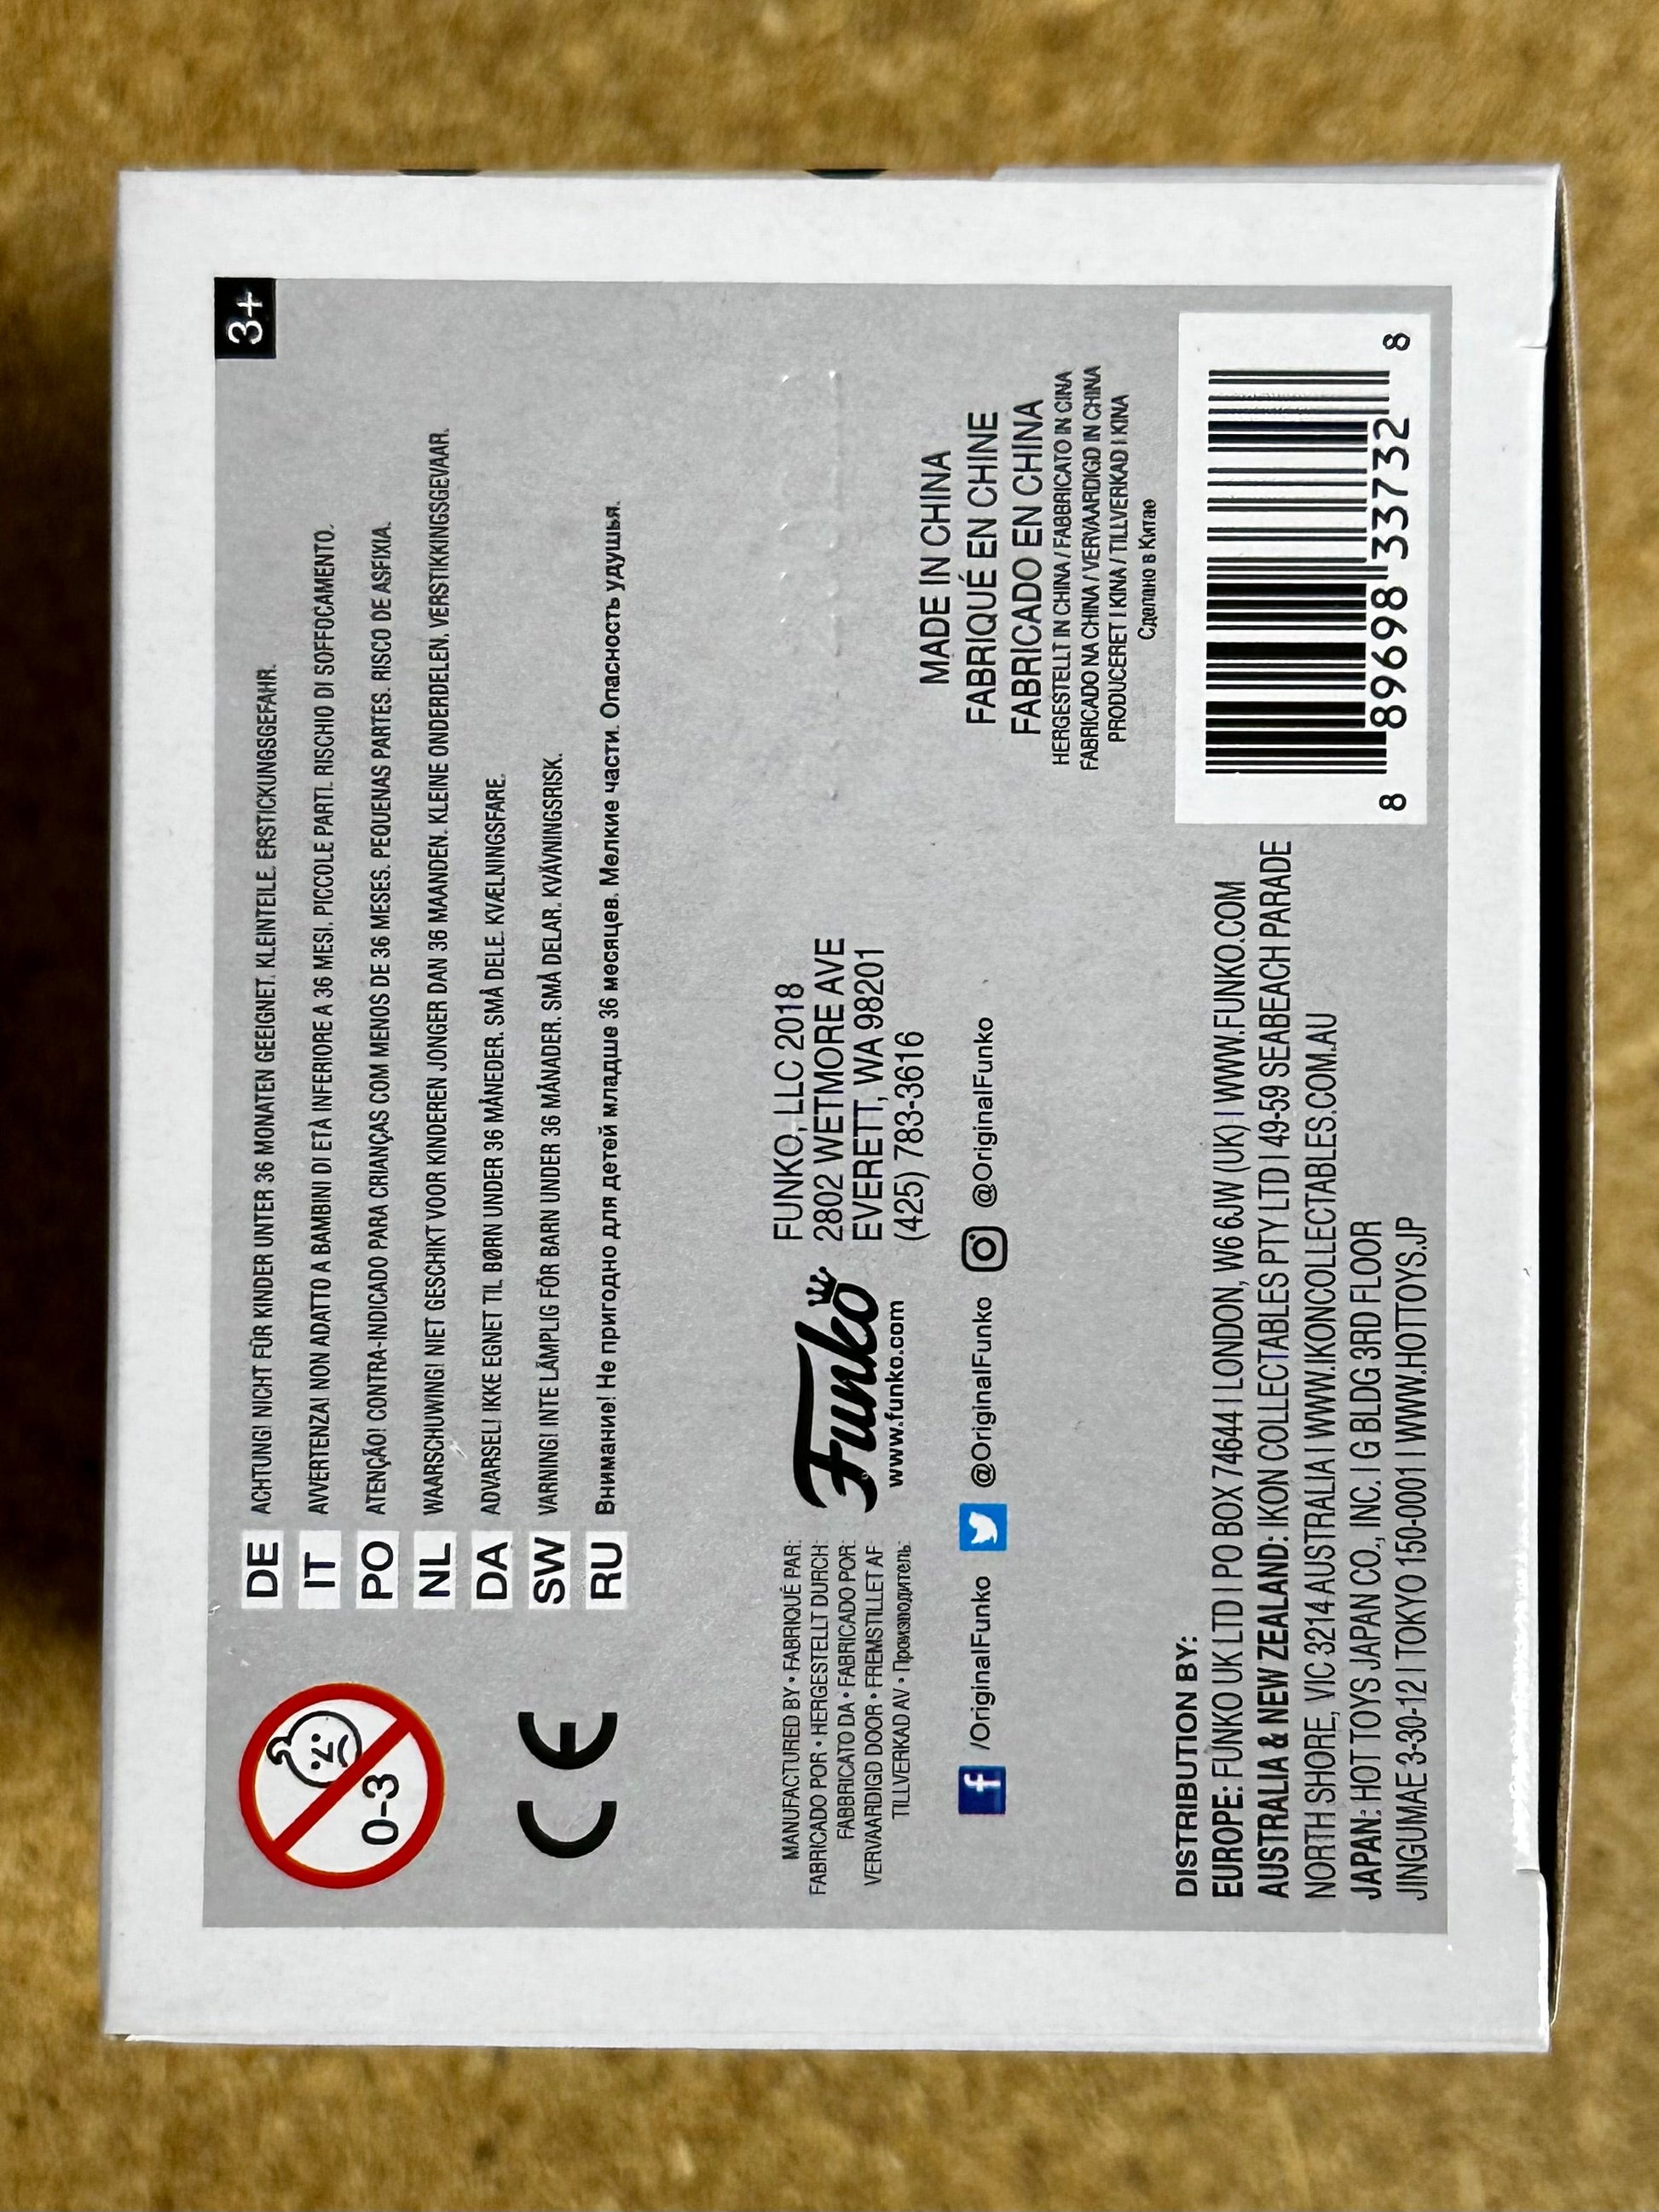 3+
0-3
DE ACHTUNG! NICHT FÜR KINDER UNTER 36 MONATEN GEEIGNET. KLEINTEILE. ERSTICKUNGSGEFAHR.
IT AVVERTENZA! NON ADATTO A BAMBINI DI ETÀ INFERIORE A 36 MESI. PICCOLE PARTI. RISCHIO DI SOFFOCAMENTO.
PO ATENÇÃO! CONTRA-INDICADO PARA CRIANÇAS COM MENOS DE 36 MESES. PEQUENAS PARTES. RISCO DE ASFIXIA.
NL WAARSCHUWING! NIET GESCHIKT VOOR KINDEREN JONGER DAN 36 MAANDEN. KLEINE ONDERDELEN. VERSTIKKINGSGEVAAR.
DA ADVARSEL! IKKE EGNET TIL BØRN UNDER 36 MÅNEDER. SMÅ DELE. KVÆLNINGSFARE.
SW VARNING! INTE LÄMPLIG FÖR BARN UNDER 36 MÅNADER. SMÅ DELAR. KVÄVNINGSRISK.
RU Внимание! Не пригодно для детей младше 36 месяцев. Мелкие части. Опасность удушья.
CE
MANUFACTURED BY • FABRIQUÉ PAR:
FABRICADO POR • HERGESTELLT DURCH:
FABBRICATO DA • FABRICADO POR:
VERVAARDIGD DOOR • FREMSTILLET AF
TILLVERKAD AV • Производитель:
Funko
www.funko.com
FUNKO, LLC 2018
2802 WETMORE AVE
EVERETT, WA 98201
(425) 783-3616
/OriginalFunko @OriginalFunko @OriginalFunko
MADE IN CHINA
FABRIQUÉ EN CHINE
FABRICADO EN CHINA
HERGESTELLT IN CHINA / FABBRICATO IN CINA
FABRICADO NA CHINA / VERVAARDIGD IN CHINA
PRODUCERET I KINA / TILLVERKAD I KINA
Сделано в Китае
DISTRIBUTION BY:
EUROPE: FUNKO UK LTD | PO BOX 74644 | LONDON, W6 6JW (UK) | WWW.FUNKO.COM
AUSTRALIA & NEW ZEALAND: IKON COLLECTABLES PTY LTD | 49-59 SEABEACH PARADE
NORTH SHORE, VIC 3214 AUSTRALIA | WWW.IKONCOLLECTABLES.COM.AU
JAPAN: HOT TOYS JAPAN CO., INC. | G BLDG 3RD FLOOR
JINGUMAE 3-30-12 | TOKYO 150-0001 | WWW.HOTTOYS.JP
8 89698 33732 8